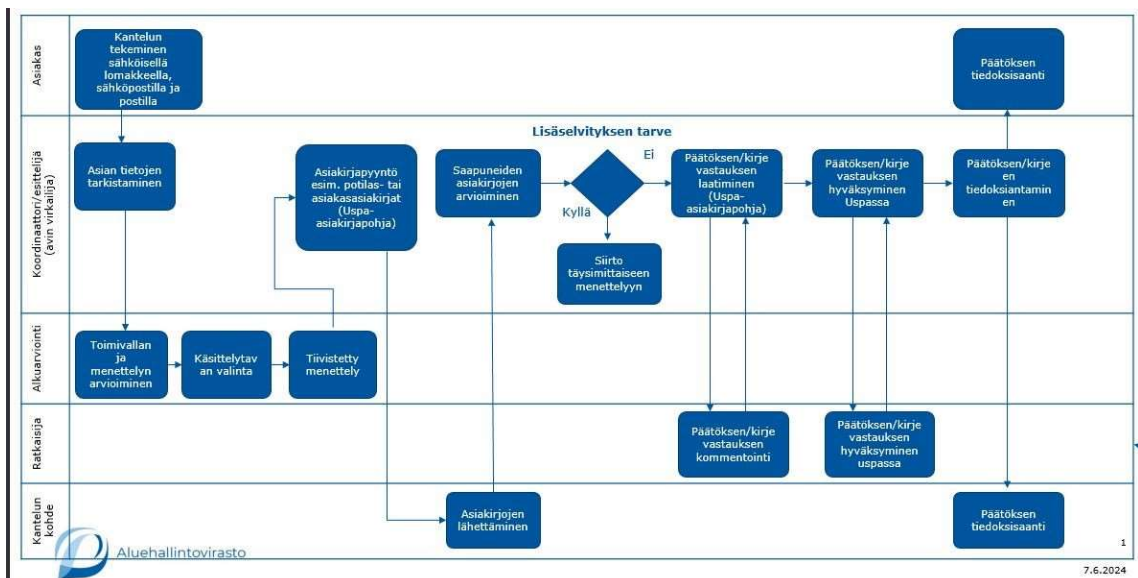 Asiakas
Kantelun
tekeminen
sähköisellä
lomakkeella,
sähköpostilla ja
postilla
Päätöksen
tiedoksisaanti
Koordinaattori/esittelijä
(avin virkailija)
Asian tietojen
tarkistaminen
Asiakirjapyyntö
esim. potilas- tai
asiakasasiakirjat
(Uspa-
asiakirjapohja)
Saapuneiden
asiakirjojen
arvioiminen
Lisäselvityksen tarve
Ei
Kyllä
Siirto
täysimittaiseen
menettelyyn
Päätöksen/kirje
vastauksen
laatiminen
(Uspa-
asiakirjapohja)
Päätöksen/kirje
vastauksen
hyväksyminen
Uspassa
Päätöksen/kirje
en
tiedoksiantamin
en
Alkuarviointi
Toimivallan
ja
menettelyn
arvioiminen
Käsittelytav
an valinta
Tiivistetty
menettely
Ratkaisija
Päätöksen/kirje
vastauksen
kommentointi
Päätöksen/kirje
vastauksen
hyväksyminen
uspassa
Kantelun
kohde
Asiakirjojen
lähettäminen
Päätöksen
tiedoksisaanti
Aluehallintovirasto
1
7.6.2024